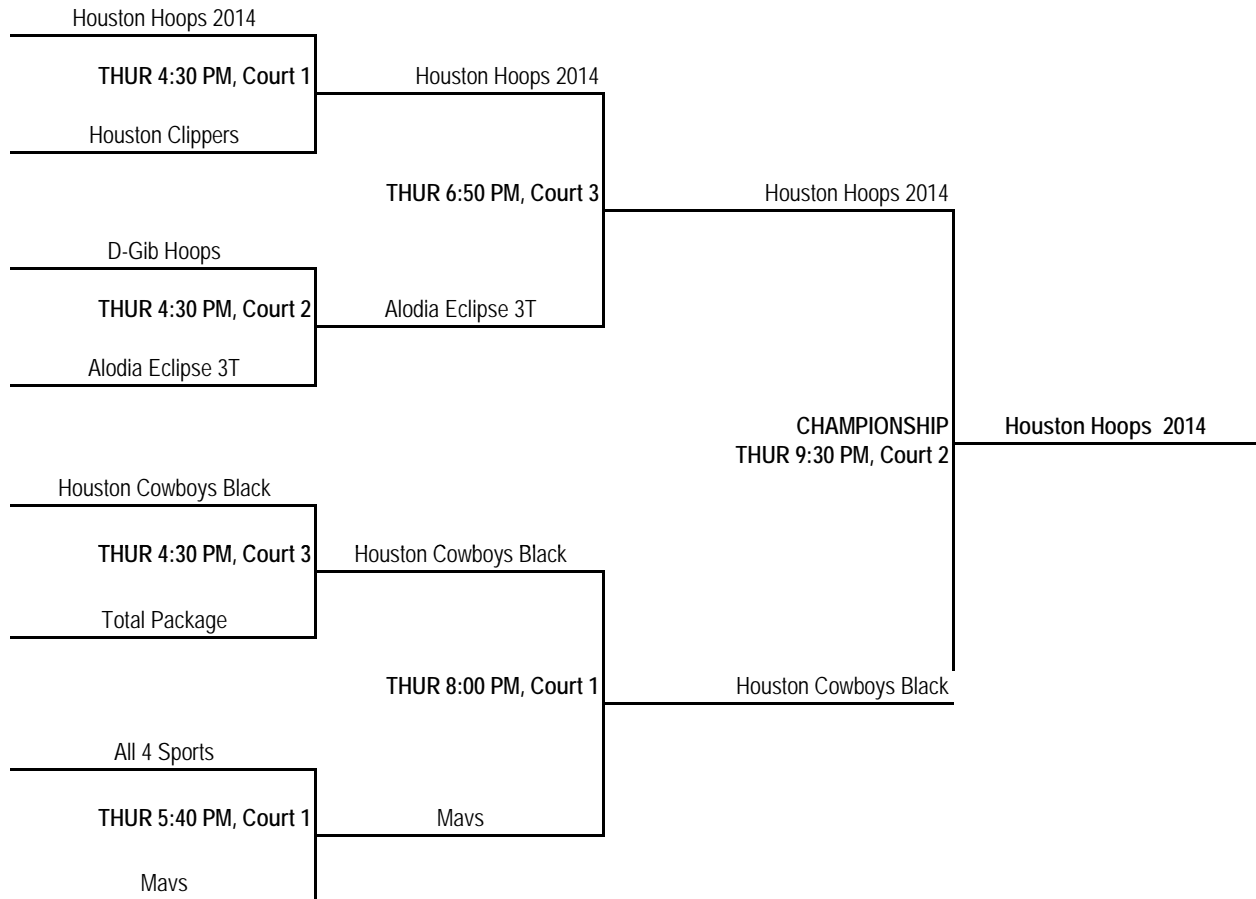 Houston Hoops 2014
THUR 4:30 PM, Court 1
Houston Hoops 2014
Houston Clippers
THUR 6:50 PM, Court 3
Houston Hoops 2014
D-Gib Hoops
THUR 4:30 PM, Court 2
Alodia Eclipse 3T
Alodia Eclipse 3T
CHAMPIONSHIP
THUR 9:30 PM, Court 2
Houston Hoops 2014
Houston Cowboys Black
THUR 4:30 PM, Court 3
Houston Cowboys Black
Total Package
THUR 8:00 PM, Court 1
Houston Cowboys Black
All 4 Sports
THUR 5:40 PM, Court 1
Mavs
Mavs